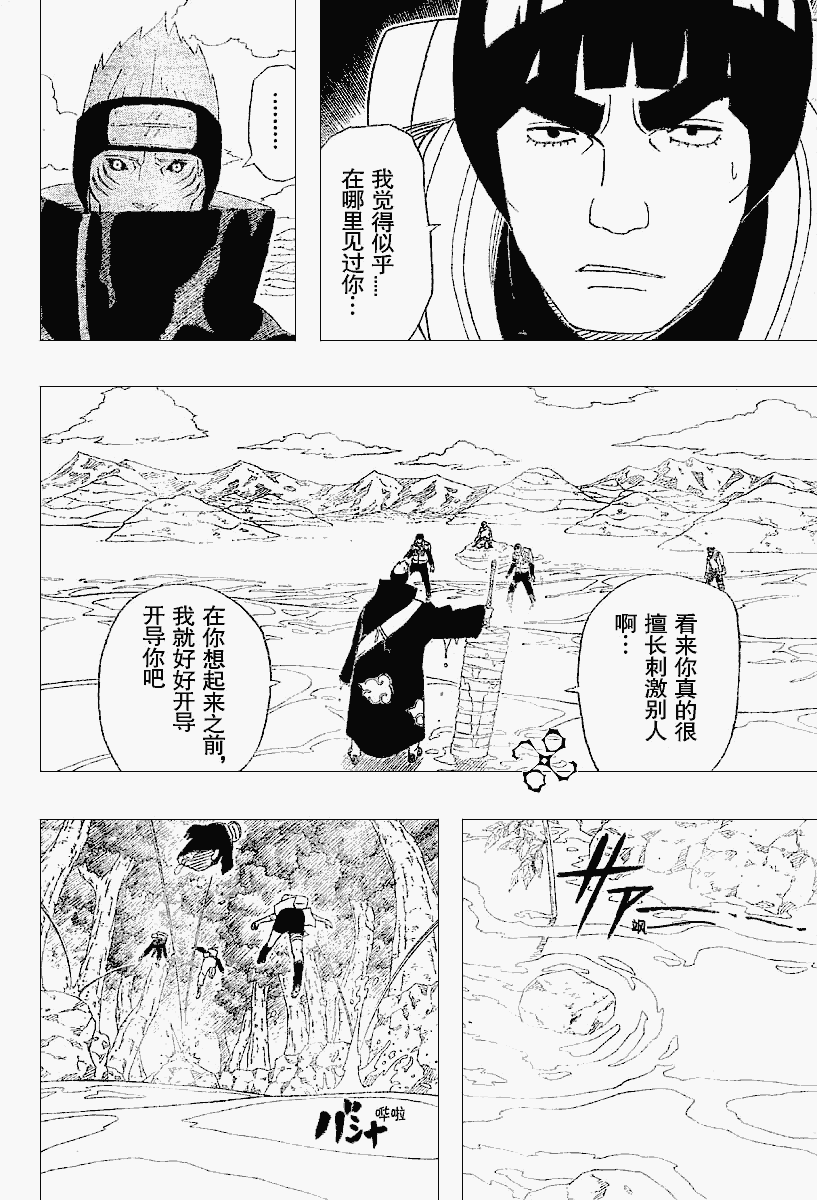 我觉得似乎……
在哪里见过你…
………
看来你真的很
擅长刺激别人
啊…
在你想起来之前，
我就好好开导
开导你吧
サァー
飒
バシャ
哗啦